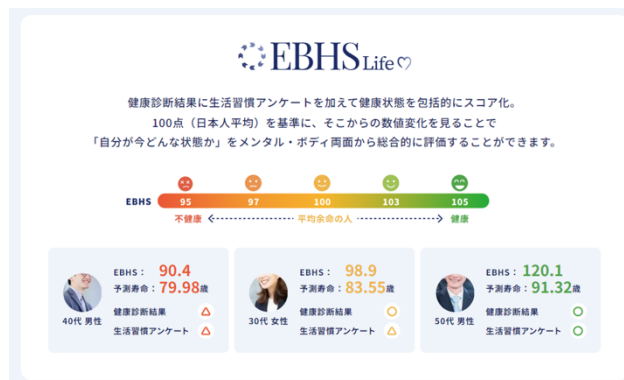 EBHS Life
健康診断結果に生活習慣アンケートを加えて健康状態を包括的にスコア化。
100点（日本人平均）を基準に、そこからの数値変化を見ることで
「自分が今どんな状態か」をメンタル・ボディ両面から総合的に評価することができます。
EBHS 95 97 100 103 105
不健康 平均余命の人 健康
EBHS： 90.4
予測寿命：79.98歳
40代 男性
健康診断結果 △
生活習慣アンケート △
EBHS： 98.9
予測寿命：83.55歳
30代 女性
健康診断結果 ○
生活習慣アンケート △
EBHS： 120.1
予測寿命：91.32歳
50代 男性
健康診断結果 ○
生活習慣アンケート ○